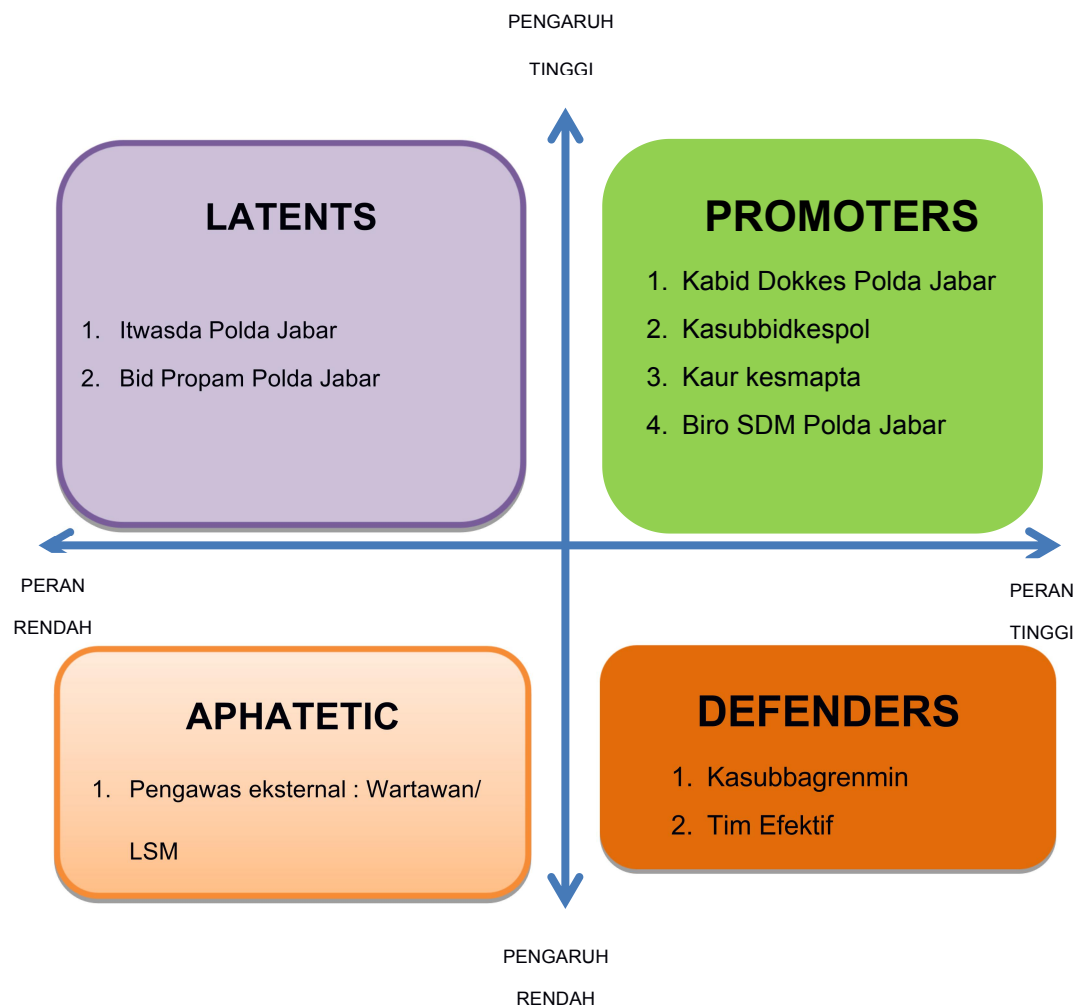 PENGARUH
TINGGI
LATENTS
1. Itwasda Polda Jabar
2. Bid Propam Polda Jabar
PROMOTERS
1. Kabid Dokkes Polda Jabar
2. Kasubbidkespol
3. Kaur kesmapta
4. Biro SDM Polda Jabar
PERAN
RENDAH
PERAN
TINGGI
APHATETIC
1. Pengawas eksternal : Wartawan/
LSM
DEFENDERS
1. Kasubbagrenmin
2. Tim Efektif
PENGARUH
RENDAH